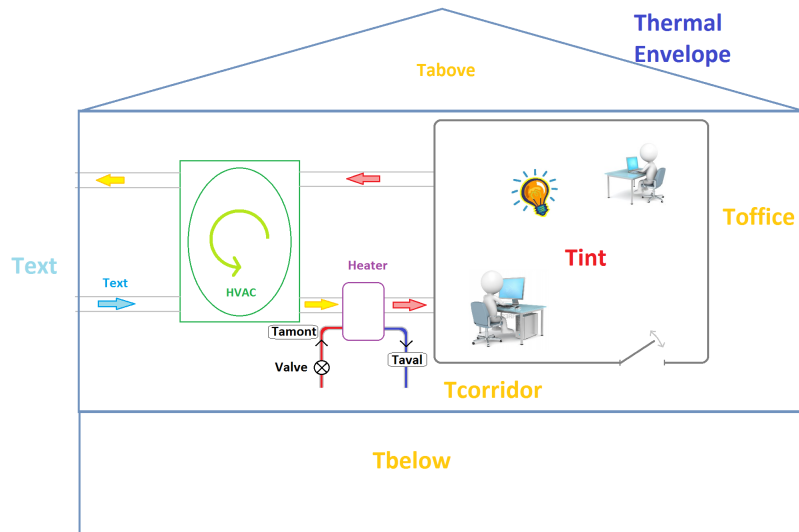 Thermal
Envelope
Tabove
Toffice
Text
Text
HVAC
Heater
Tint
Tamont
Valve
Taval
Tcorridor
Tbelow